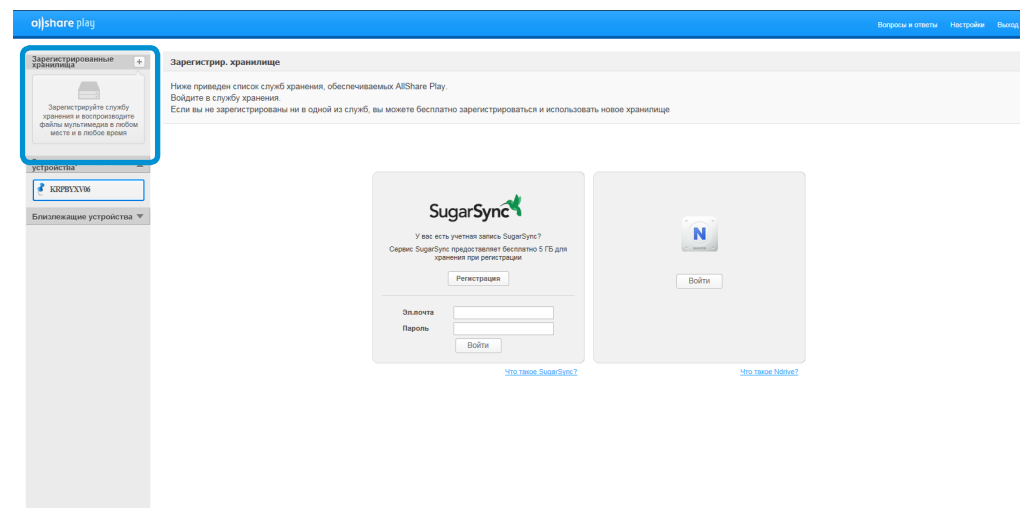 allshare play
Вопросы и ответы Настройки Выход
Зарегистрированные
хранилища
+
Зарегистрируйте службу
хранения и воспроизводите
файлы мультимедиа в любом
месте и в любое время
устройства
KRPBYXV06
Близлежащие устройства
Зарегистрир. хранилище
Ниже приведен список служб хранения, обеспечиваемых AllShare Play.
Войдите в службу хранения.
Если вы не зарегистрированы ни в одной из служб, вы можете бесплатно зарегистрироваться и использовать новое хранилище
SugarSync
У вас есть учетная запись SugarSync?
Сервис SugarSync предоставляет бесплатно 5 ГБ для
хранения при регистрации
Регистрация
Эл.почта
Пароль
Войти
Что такое SugarSync?
N
Войти
Что такое Ndrive?